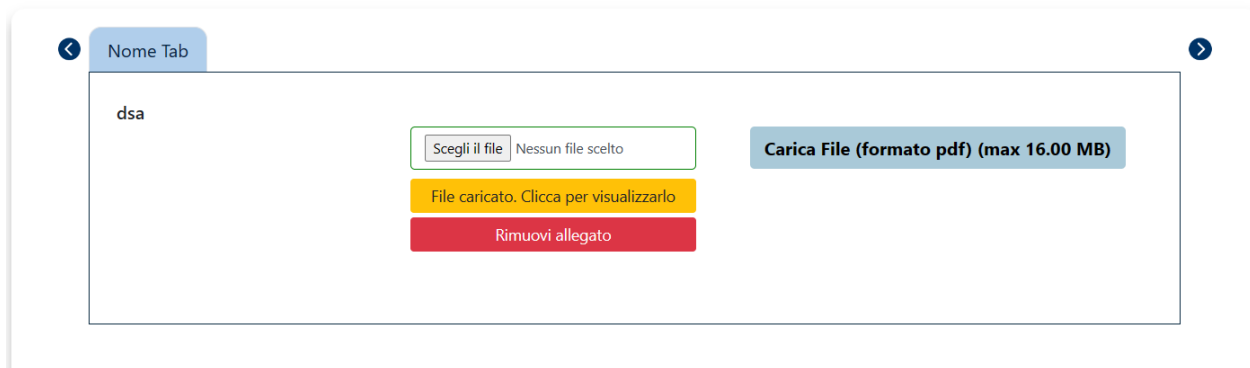 Nome Tab
dsa
Scegli il file Nessun file scelto
Carica File (formato pdf) (max 16.00 MB)
File caricato. Clicca per visualizzarlo
Rimuovi allegato